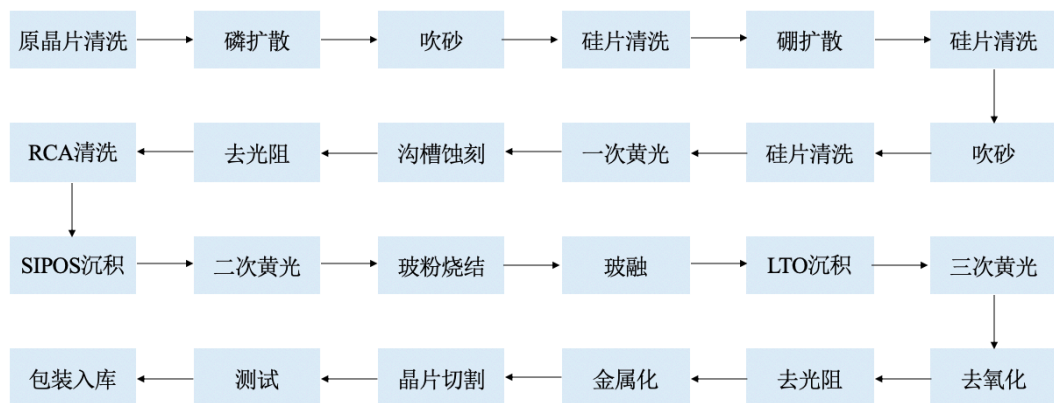 原晶片清洗
磷扩散
吹砂
硅片清洗
硼扩散
硅片清洗
吹砂
硅片清洗
一次黄光
沟槽蚀刻
去光阻
RCA清洗
SIPOS沉积
二次黄光
玻粉烧结
玻融
LTO沉积
三次黄光
去氧化
去光阻
金属化
晶片切割
测试
包装入库